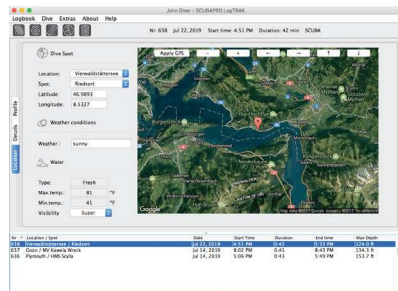 John Diver – SCUBAPRO LogTRAK
Logbook Dive Extras About Help
Nr: 638 Jul 22, 2019 Start time: 4:51 PM Duration: 42 min SCUBA
Profile
Details
Location
Dive Spot
Location: Vierwaldstättersee
Spot: Riedsort
Latitude: 46.9893
Longitude: 8.5327
Weather conditions
Weather : sunny
Water
Type: Fresh
Max.temp.: 81 °F
Min.temp.: 41 °F
Visibility Super
Apply GPS - + ← → ↑ ↓
Google
Nr Location / Spot Date Start Time Duration End time Max Depth
638 Vierwaldstättersee / Riedsort Jul 22, 2019 4:51 PM 0:42 5:33 PM 124.0 ft
637 Gozo / MV Kawela Wreck Jul 14, 2019 8:02 PM 0:41 8:43 PM 134.3 ft
636 Plymouth / HMS Scylla Jul 14, 2019 5:06 PM 0:43 5:49 PM 153.7 ft